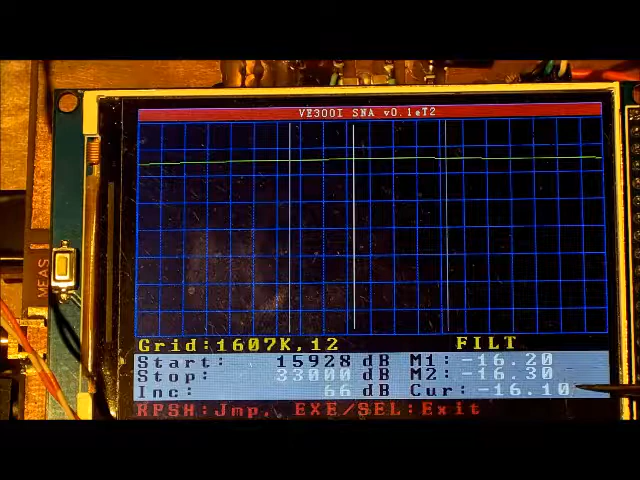 VE3OOI SNA v0.1eT2
Grid:1607K,12 FILT
Start: 15928 dB M1:-16.20
Stop: 33000 dB M2:-16.30
Inc: 66 dB Cur:-16.10
RPSH:Jmp, EXE/SEL:Exit
MEAS